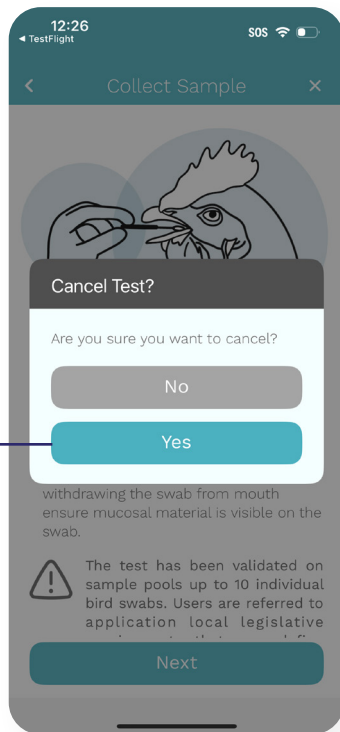 12:26
SOS
TestFlight
Collect Sample
Cancel Test?
Are you sure you want to cancel?
No
Yes
withdrawing the swab from mouth
ensure mucosal material is visible on the
swab.
The test has been validated on
sample pools up to 10 individual
bird swabs. Users are referred to
application local legislative
Next